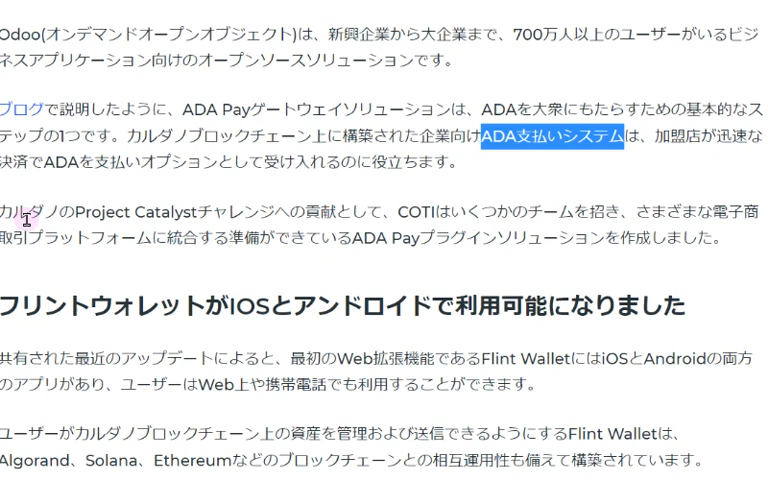 Odoo(オンデマンドオープンオブジェクト)は、新興企業から大企業まで、700万人以上のユーザーがいるビジ
ネスアプリケーション向けのオープンソースソリューションです。
ブログで説明したように、ADA Payゲートウェイソリューションは、ADAを大衆にもたらすための基本的なス
テップの1つです。カルダノブロックチェーン上に構築された企業向けADA支払いシステムは、加盟店が迅速な
決済でADAを支払いオプションとして受け入れるのに役立ちます。
カルダノのProject Catalystチャレンジへの貢献として、COTIはいくつかのチームを招き、さまざまな電子商
取引プラットフォームに統合する準備ができているADA Payプラグインソリューションを作成しました。
フリントウォレットがIOSとアンドロイドで利用可能になりました
共有された最近のアップデートによると、最初のWeb拡張機能であるFlint WalletにはiOSとAndroidの両方
のアプリがあり、ユーザーはWeb上や携帯電話でも利用することができます。
ユーザーがカルダノブロックチェーン上の資産を管理および送信できるようにするFlint Walletは、
Algorand、Solana、Ethereumなどのブロックチェーンとの相互運用性も備えて構築されています。